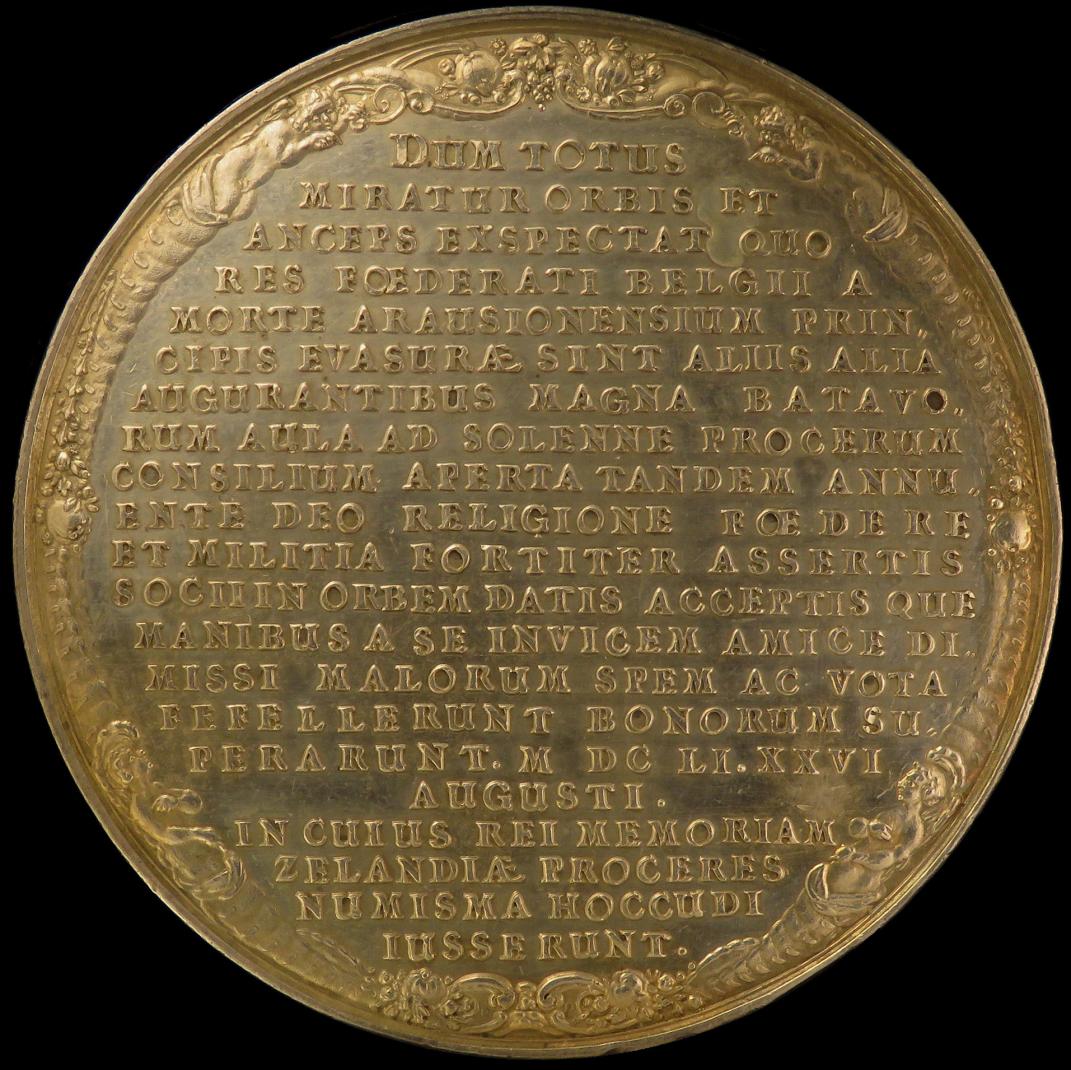 DUM TOTUS
MIRATUR ORBIS ET
ANCEPS EXSPECTAT QUO
RES FŒDERATI BELGII A
MORTE ARAUSIONENSIUM PRIN,
CIPIS EVASURÆ SINT ALIIS ALIA
AUGURANTIBUS MAGNA BATAVO,
RUM AULA AD SOLENNE PROCERUM
CONSILIUM APERTA TANDEM ANNU,
ENTE DEO RELIGIONE FŒDERE
ET MILITIA FORTITER ASSERTIS
SOCII IN ORBEM DATIS ACCEPTIS QUE
MANIBUS A SE INVICEM AMICE DI,
MISSI MALORUM SPEM AC VOTA
FEFELLERUNT BONORUM SU,
PERARUNT. M DC LI. XXVI
AUGUSTI.
IN CUIUS REI MEMORIAM
ZELANDIÆ PROCERES
NUMISMA HOC CUDI
IUSSERUNT.